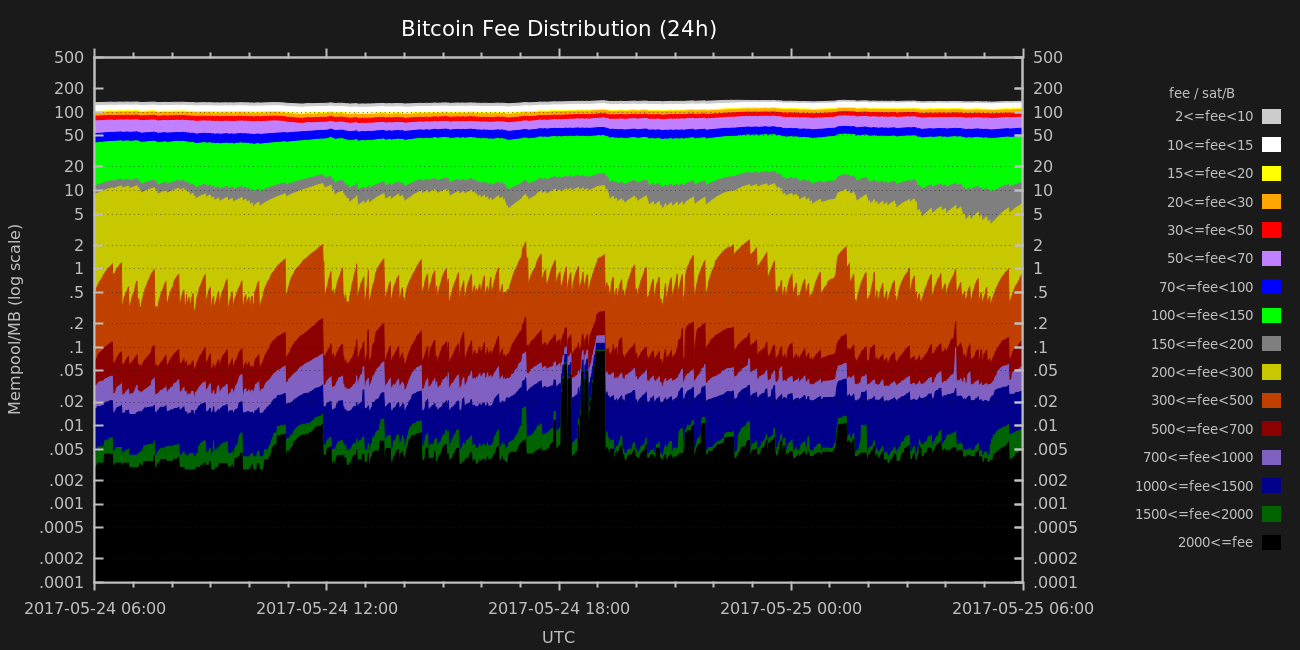 Bitcoin Fee Distribution (24h)
Mempool/MB (log scale)
500
200
100
50
20
10
5
2
1
.5
.2
.1
.05
.02
.01
.005
.002
.001
.0005
.0002
.0001
500
200
100
50
20
10
5
2
1
.5
.2
.1
.05
.02
.01
.005
.002
.001
.0005
.0002
.0001
2017-05-24 06:00
2017-05-24 12:00
2017-05-24 18:00
2017-05-25 00:00
2017-05-25 06:00
UTC
fee / sat/B
2<=fee<10
10<=fee<15
15<=fee<20
20<=fee<30
30<=fee<50
50<=fee<70
70<=fee<100
100<=fee<150
150<=fee<200
200<=fee<300
300<=fee<500
500<=fee<700
700<=fee<1000
1000<=fee<1500
1500<=fee<2000
2000<=fee